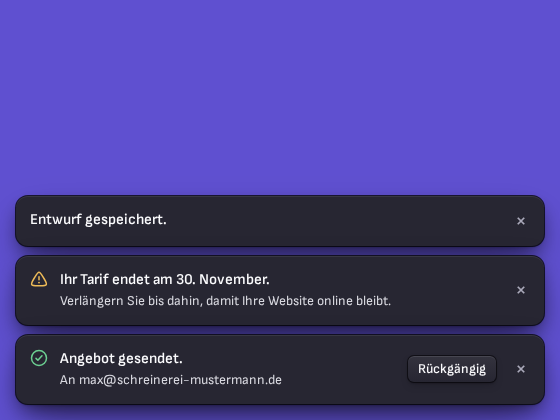 Entwurf gespeichert.
Ihr Tarif endet am 30. November.
Verlängern Sie bis dahin, damit Ihre Website online bleibt.
Angebot gesendet.
An max@schreinerei-mustermann.de
Rückgängig